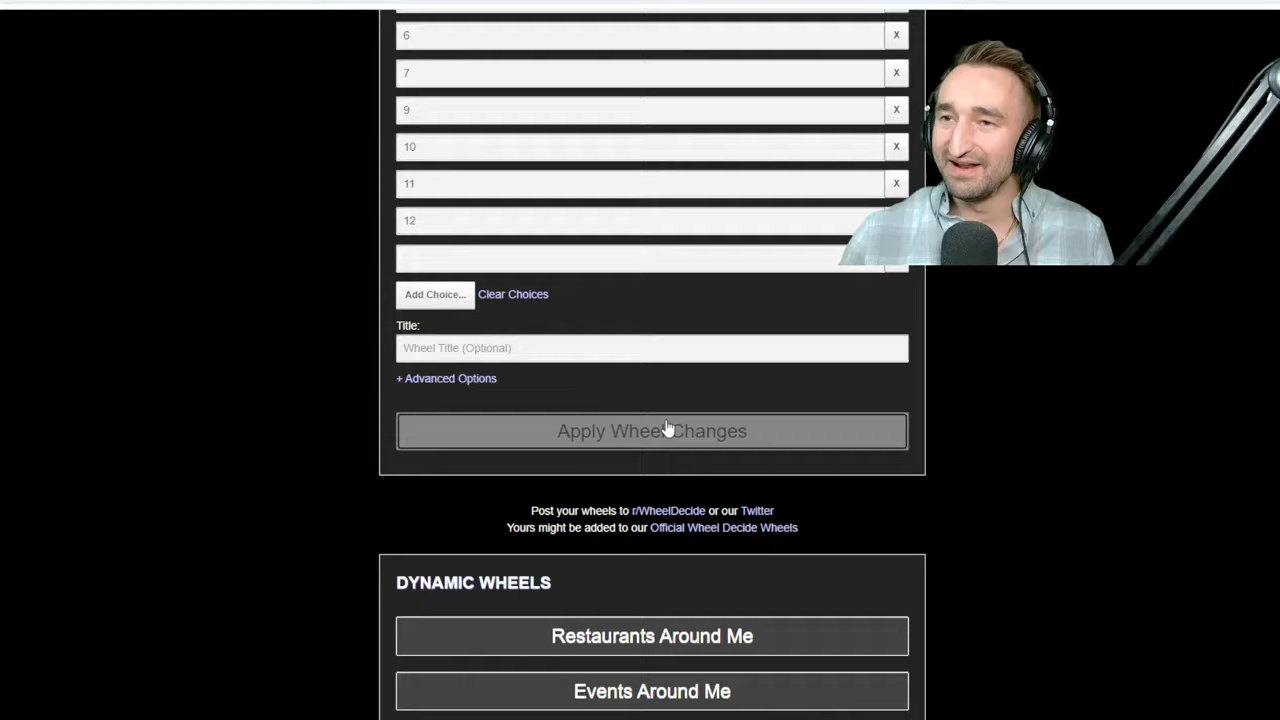 6 X
7 X
9 X
10 X
11 X
12
Add Choice... Clear Choices
Title:
Wheel Title (Optional)
+ Advanced Options
Apply Wheel Changes
Post your wheels to r/WheelDecide or our Twitter
Yours might be added to our Official Wheel Decide Wheels
DYNAMIC WHEELS
Restaurants Around Me
Events Around Me